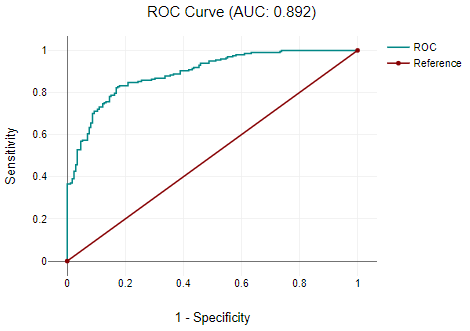 ROC Curve (AUC: 0.892)
ROC
Reference
Sensitivity
1
0.8
0.6
0.4
0.2
0
0 0.2 0.4 0.6 0.8 1
1 - Specificity